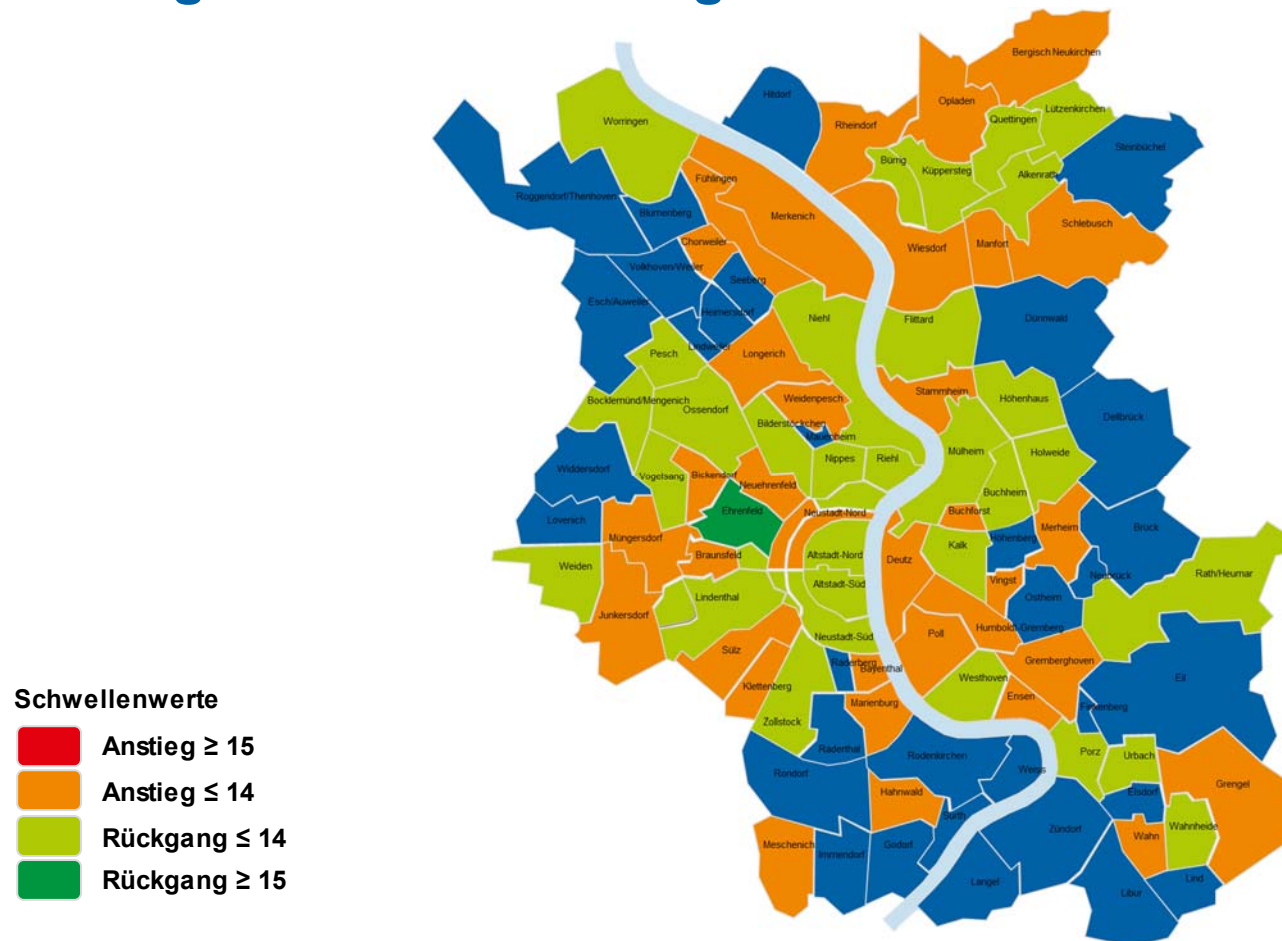 Bergisch Neukirchen
Hitdorf
Opladen
Lützenkirchen
Rheindorf
Quettingen
Worringen
Steinbüchel
Bürrig
Küppersteg
Alkenrath
Fühlingen
Roggendorf/Thenhoven
Blumenberg
Merkenich
Schlebusch
Chorweiler
Wiesdorf
Manfort
Volkhoven/Weiler
Seeberg
Esch/Auweiler
Heimersdorf
Niehl
Flittard
Dünnwald
Lindweiler
Pesch
Longerich
Stammheim
Weidenpesch
Höhenhaus
Bocklemünd/Mengenich
Ossendorf
Dellbrück
Bilderstöckchen
Mauenheim
Mülheim
Holweide
Nippes
Riehl
Widdersdorf
Vogelsang
Bickendorf
Neuehrenfeld
Buchheim
Ehrenfeld
Neustadt-Nord
Buchforst
Lövenich
Merheim
Brück
Müngersdorf
Höhenberg
Braunsfeld
Altstadt-Nord
Deutz
Kalk
Weiden
Neubrück
Rath/Heumar
Vingst
Altstadt-Süd
Lindenthal
Ostheim
Junkersdorf
Humboldt-Gremberg
Neustadt-Süd
Poll
Sülz
Raderberg
Bayenthal
Gremberghoven
Westhoven
Eil
Klettenberg
Ensen
Marienburg
Finkenberg
Zollstock
Raderthal
Rodenkirchen
Porz
Urbach
Rondorf
Weiss
Grengel
Hahnwald
Elsdorf
Sürth
Zündorf
Wahnheide
Wahn
Meschenich
Immendorf
Godorf
Langel
Lind
Libur
Schwellenwerte
Anstieg ≥ 15
Anstieg ≤ 14
Rückgang ≤ 14
Rückgang ≥ 15